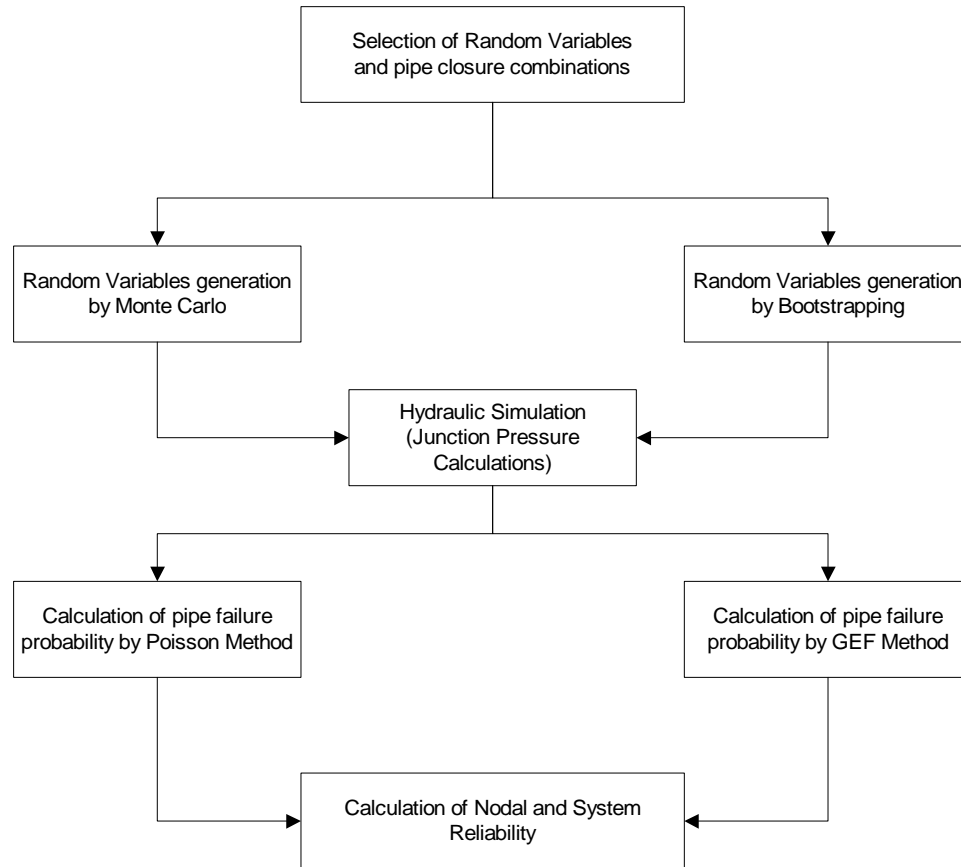 Selection of Random Variables
and pipe closure combinations
Random Variables generation
by Monte Carlo
Random Variables generation
by Bootstrapping
Hydraulic Simulation
(Junction Pressure
Calculations)
Calculation of pipe failure
probability by Poisson Method
Calculation of pipe failure
probability by GEF Method
Calculation of Nodal and System
Reliability